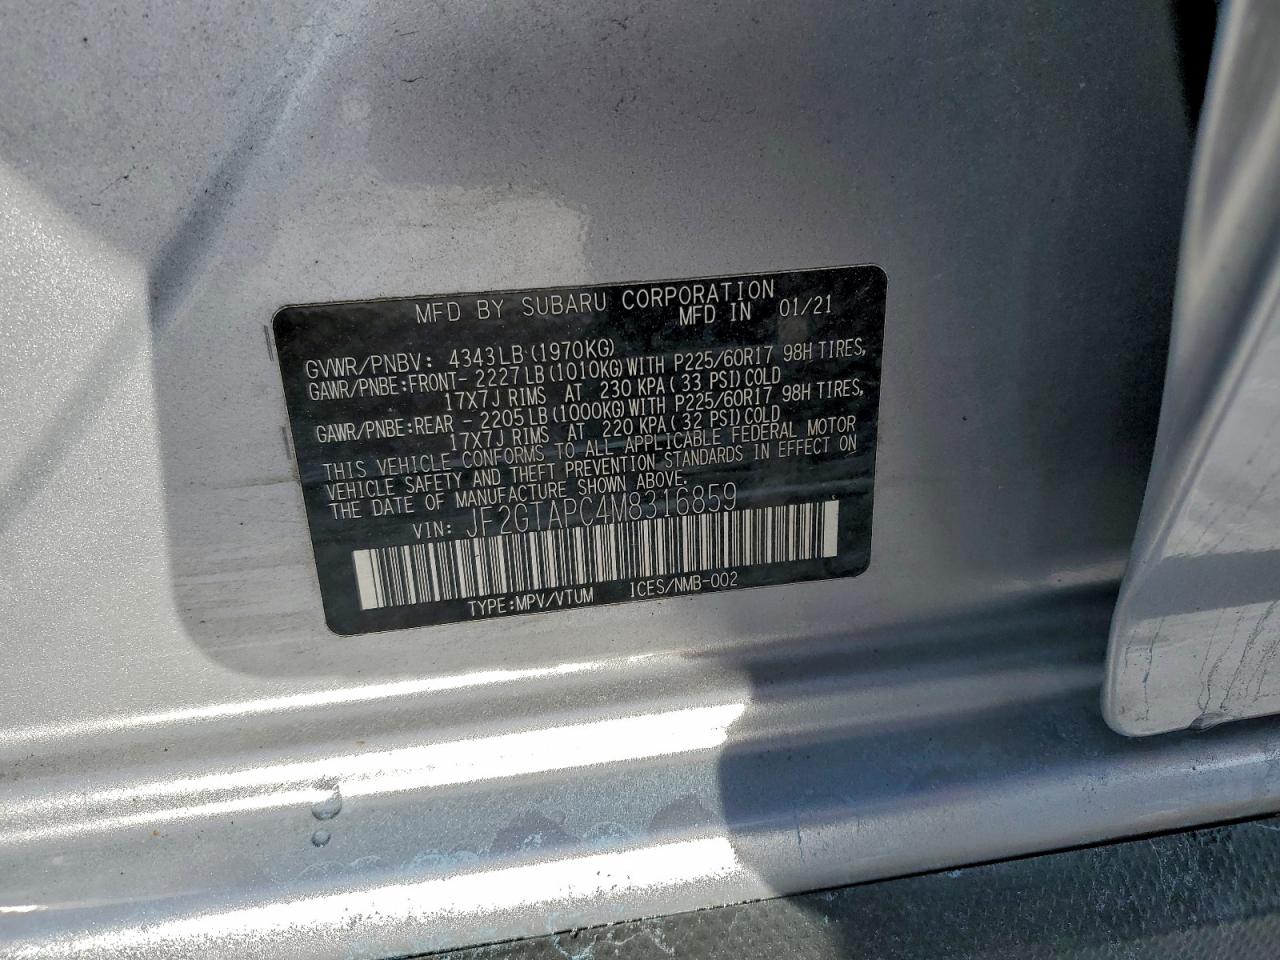 MFD BY SUBARU CORPORATION
MFD IN 01/21
GVWR/PNBV: 4343LB (1970KG)
GAWR/PNBE:FRONT-2227LB(1010KG)WITH P225/60R17 98H TIRES,
17X7J RIMS AT 230 KPA(33 PSI)COLD
GAWR/PNBE:REAR -2205LB(1000KG)WITH P225/60R17 98H TIRES,
17X7J RIMS AT 220 KPA(32 PSI)COLD
THIS VEHICLE CONFORMS TO ALL APPLICABLE FEDERAL MOTOR
VEHICLE SAFETY AND THEFT PREVENTION STANDARDS IN EFFECT ON
THE DATE OF MANUFACTURE SHOWN ABOVE.
VIN: JF2GTAPC4M8316859
TYPE:MPV/VTUM ICES/NMB-002